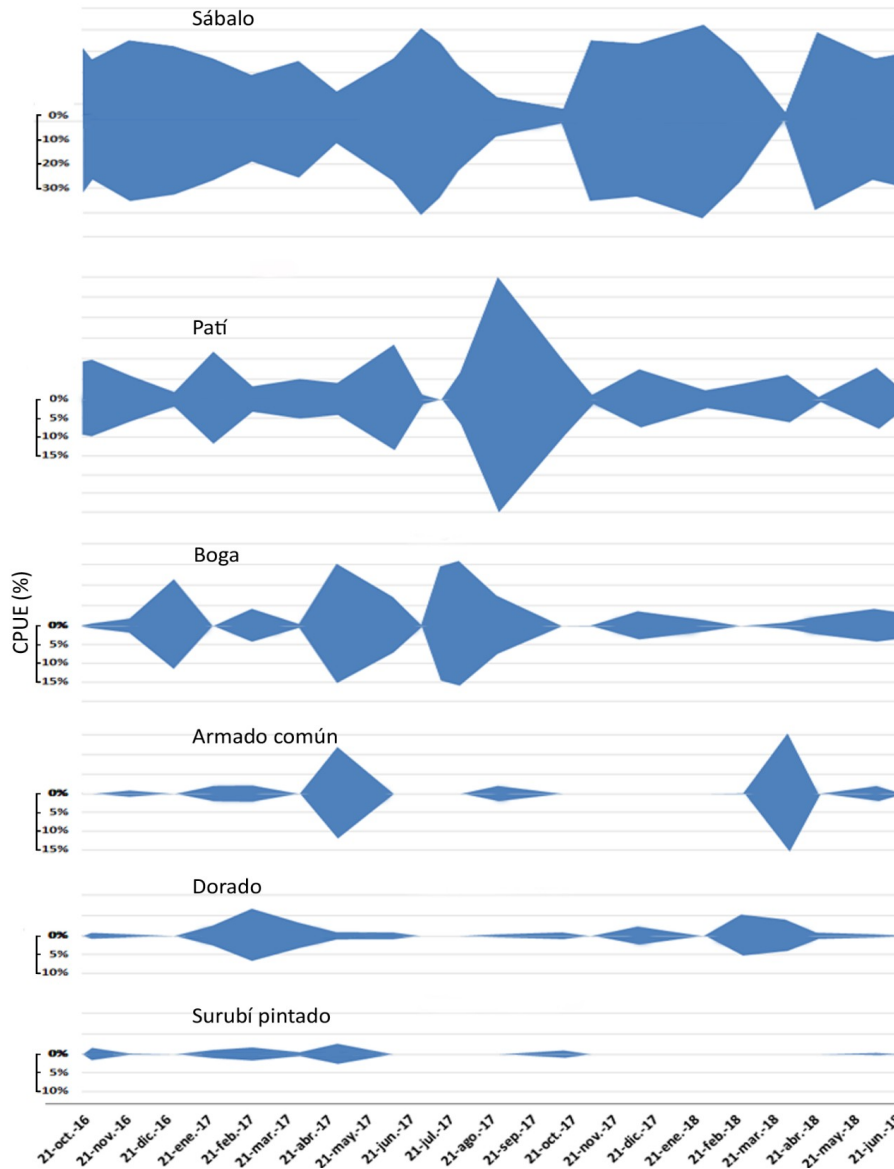 Sábalo
0%
10%
20%
30%
Patí
0%
5%
10%
15%
Boga
CPUE (%)
0%
5%
10%
15%
Armado común
0%
5%
10%
15%
Dorado
0%
5%
10%
Surubí pintado
0%
5%
10%
21-oct.-16
21-nov.-16
21-dic.-16
21-ene.-17
21-feb.-17
21-mar.-17
21-abr.-17
21-may.-17
21-jun.-17
21-jul.-17
21-ago.-17
21-sep.-17
21-oct.-17
21-nov.-17
21-dic.-17
21-ene.-18
21-feb.-18
21-mar.-18
21-abr.-18
21-may.-18
21-jun.-18